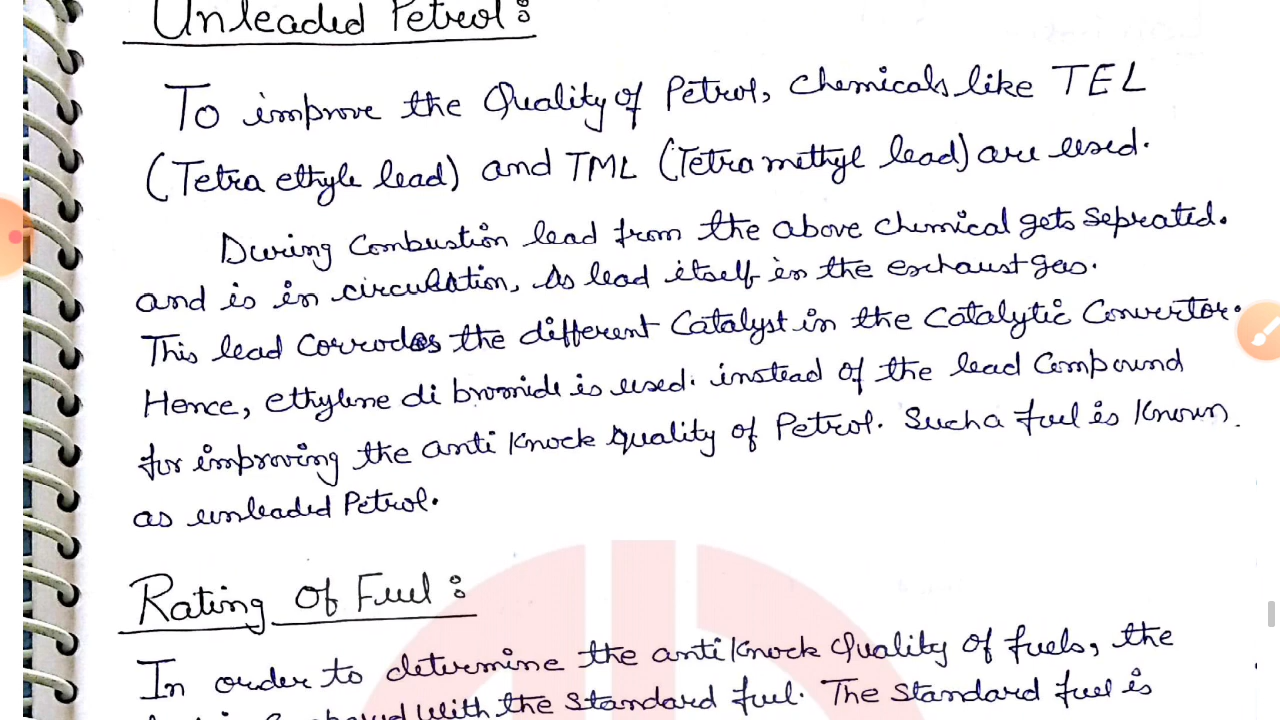 Unleaded Petrol:
To improve the Quality of Petrol, chemicals like TEL
(Tetra ethyle lead) and TML (Tetra methyl lead) are used.
During Combustion lead from the above chemical gets seprated.
and is in circulation, as lead itself in the exhaust gas.
This lead corrodes the different Catalyst in the Catalytic Convertor.
Hence, ethylene di bromide is used. instead of the lead Compound
for improving the anti Knock quality of Petrol. Such a fuel is Known.
as unleaded Petrol.
Rating of Fuel:
In order to determine the anti Knock Quality of fuels, the
with the standard fuel. The standard fuel is